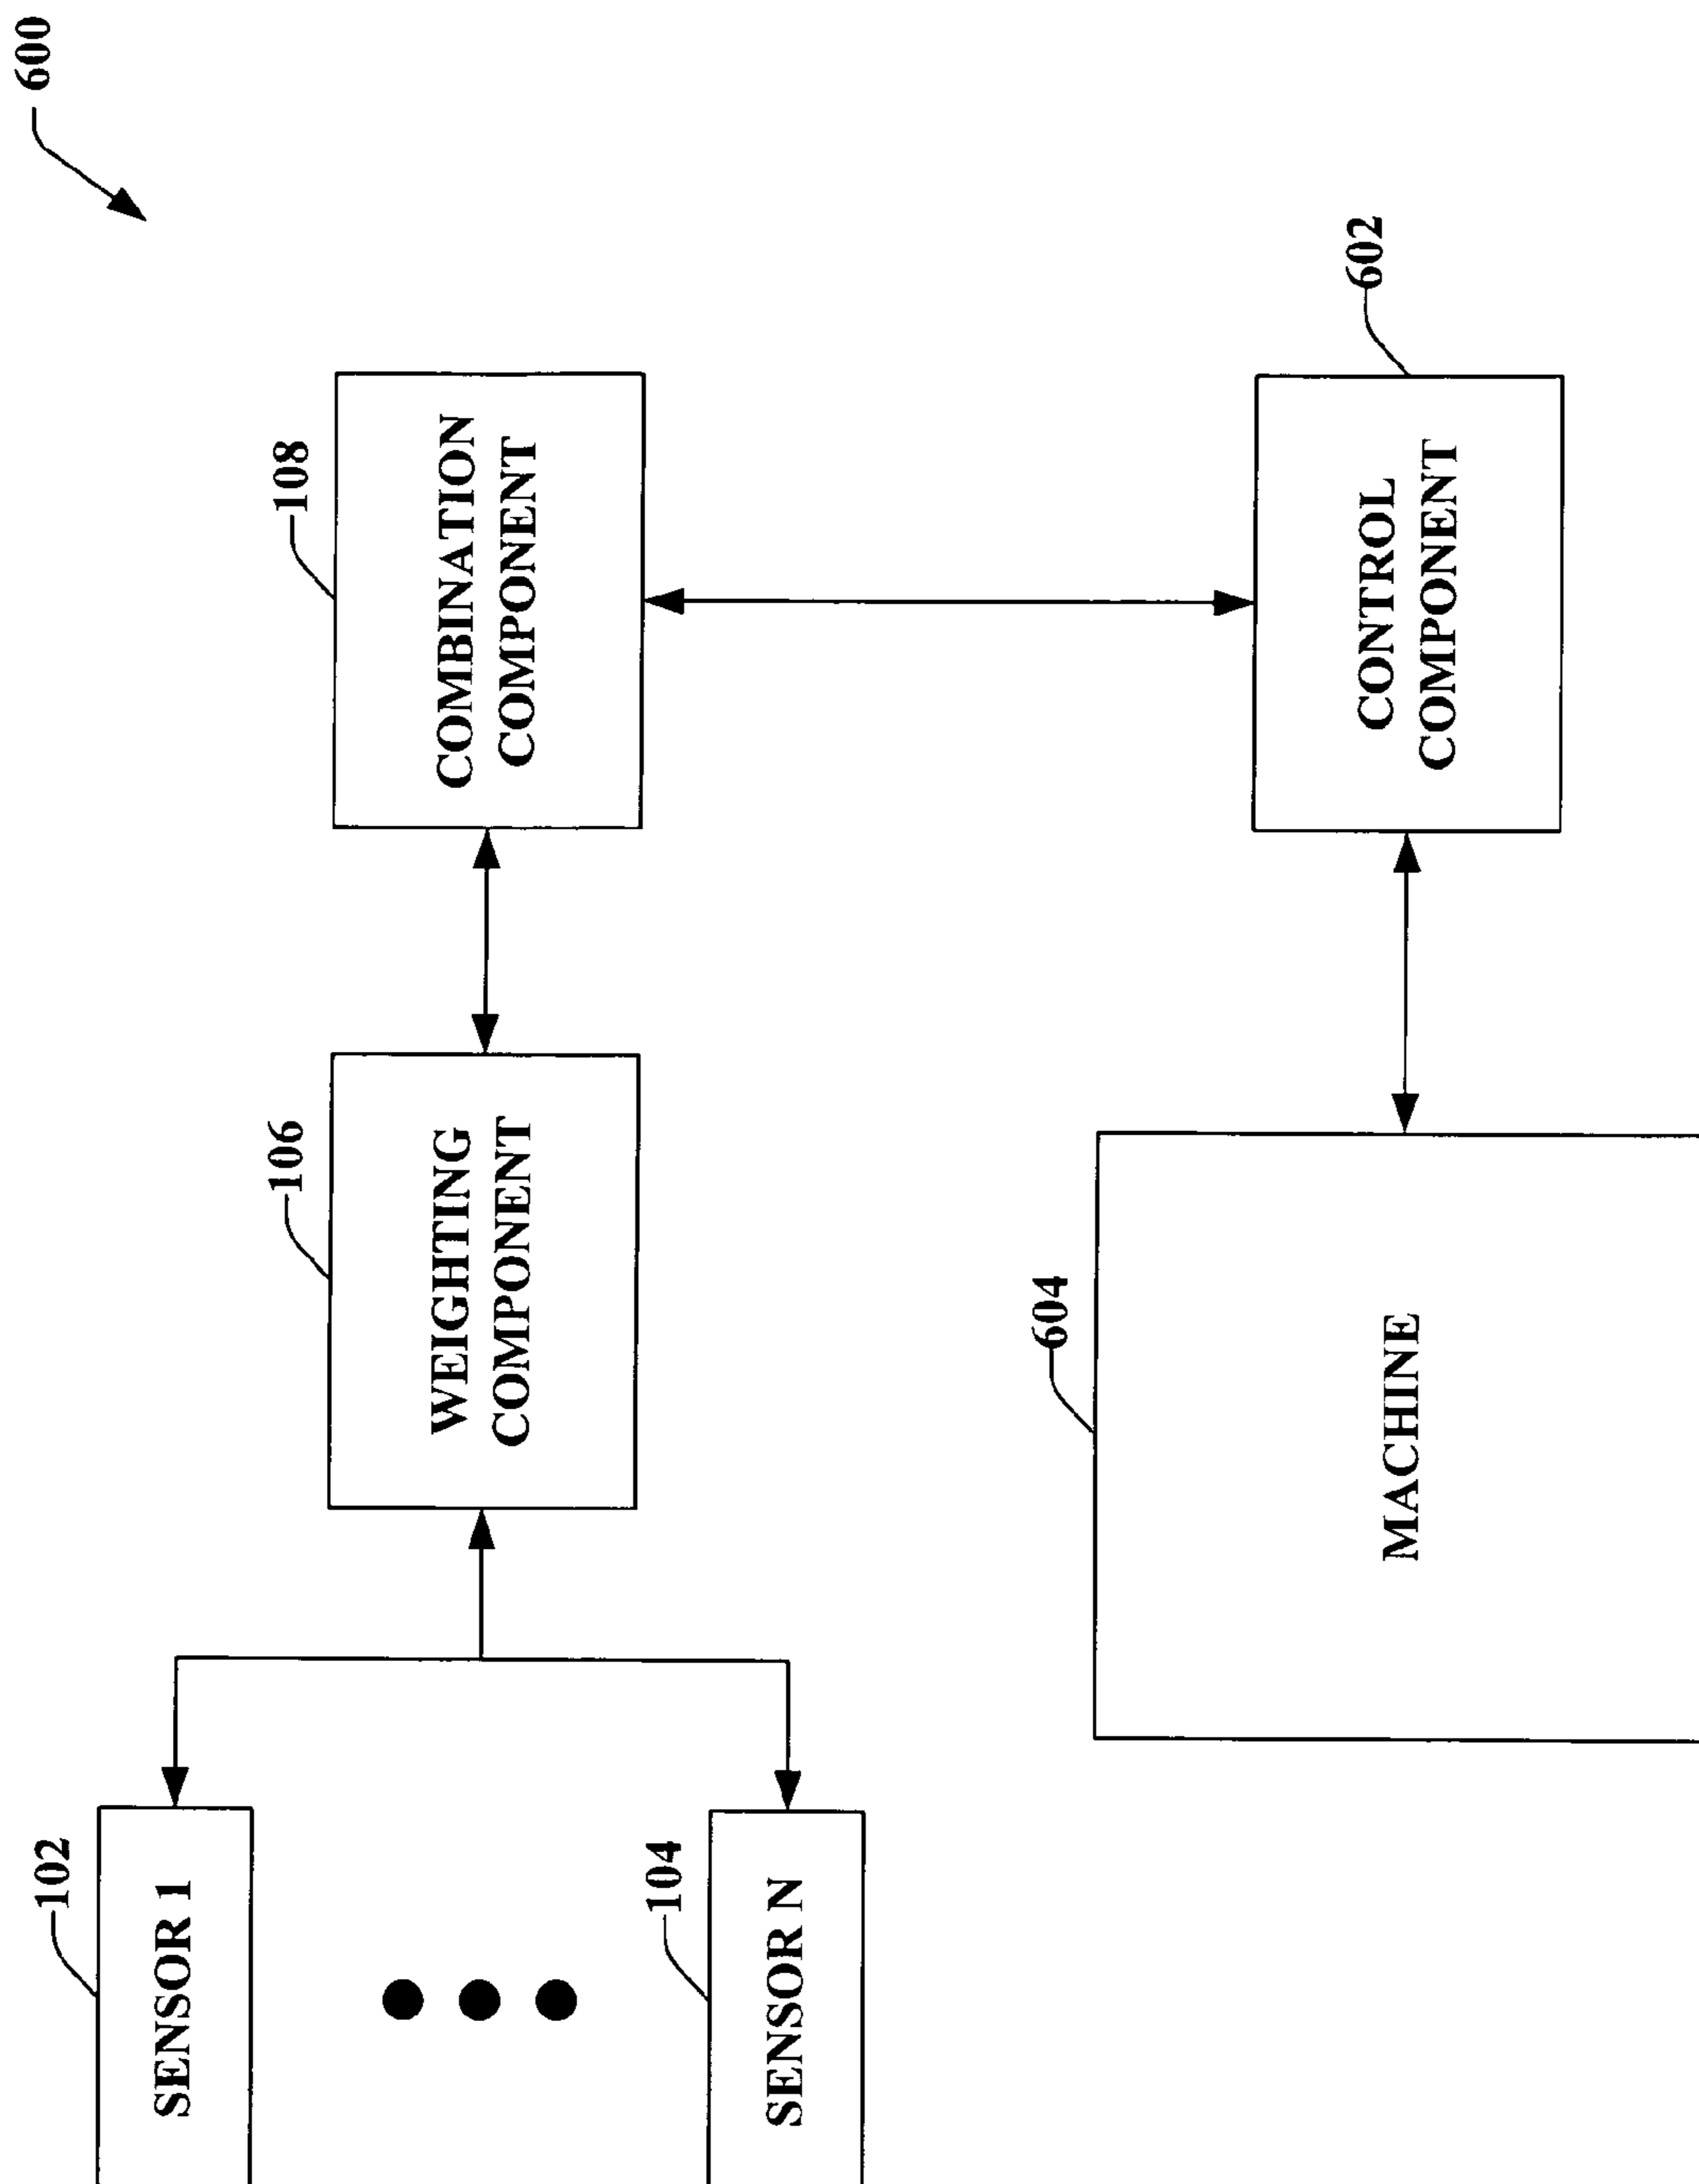 600
102
SENSOR 1
106
WEIGHTING
COMPONENT
108
COMBINATION
COMPONENT
104
SENSOR N
604
MACHINE
602
CONTROL
COMPONENT